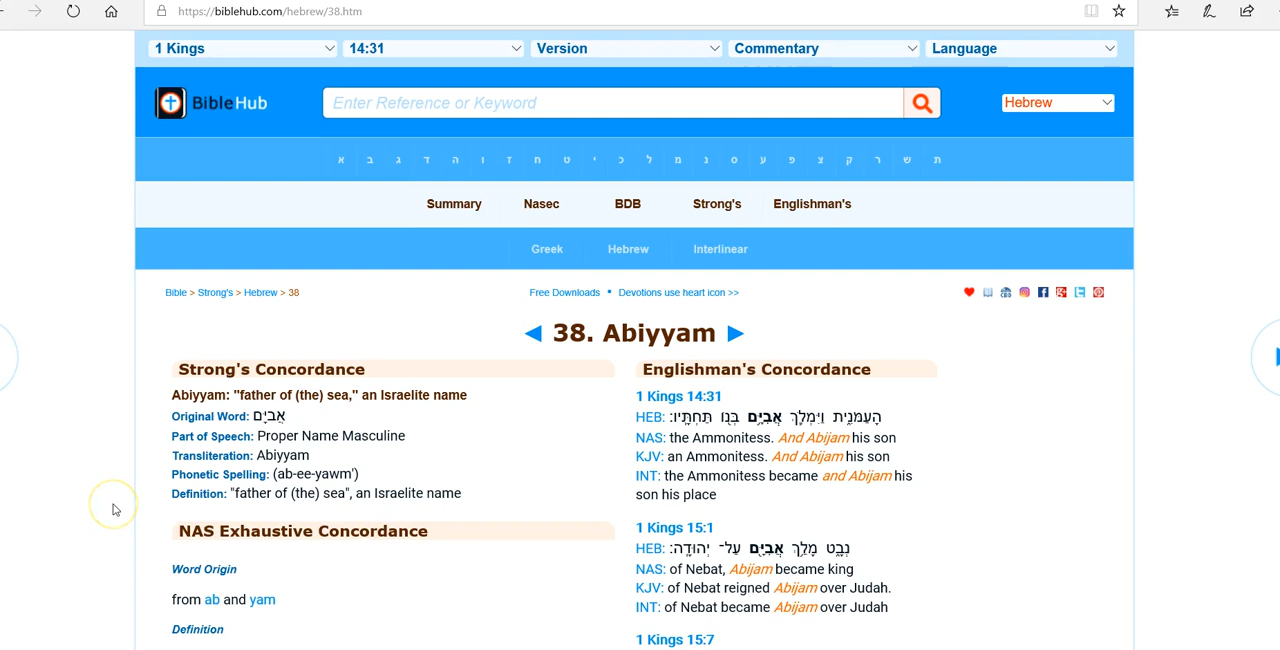 https://biblehub.com/hebrew/38.htm
1 Kings 14:31 Version Commentary Language
BibleHub Enter Reference or Keyword Hebrew
א ב ג ד ה ו ז ח ט י כ ל מ נ ס ע פ צ ק ר ש ת
Summary Nasec BDB Strong's Englishman's
Greek Hebrew Interlinear
Bible > Strong's > Hebrew > 38 Free Downloads • Devotions use heart icon >>
◄ 38. Abiyyam ►
Strong's Concordance
Abiyyam: "father of (the) sea," an Israelite name
Original Word: אֲבִיָּם
Part of Speech: Proper Name Masculine
Transliteration: Abiyyam
Phonetic Spelling: (ab-ee-yawm')
Definition: "father of (the) sea", an Israelite name
NAS Exhaustive Concordance
Word Origin
from ab and yam
Definition
Englishman's Concordance
1 Kings 14:31
HEB: הָעַמֹּנִ֑ית וַיִּמְלֹ֛ךְ אֲבִיָּ֥ם בְּנ֖וֹ תַּחְתָּֽיו׃
NAS: the Ammonitess. And Abijam his son
KJV: an Ammonitess. And Abijam his son
INT: the Ammonitess became and Abijam his
son his place
1 Kings 15:1
HEB: נְבָ֑ט מָלַ֥ךְ אֲבִיָּ֖ם עַל־ יְהוּדָֽה׃
NAS: of Nebat, Abijam became king
KJV: of Nebat reigned Abijam over Judah.
INT: of Nebat became Abijam over Judah
1 Kings 15:7